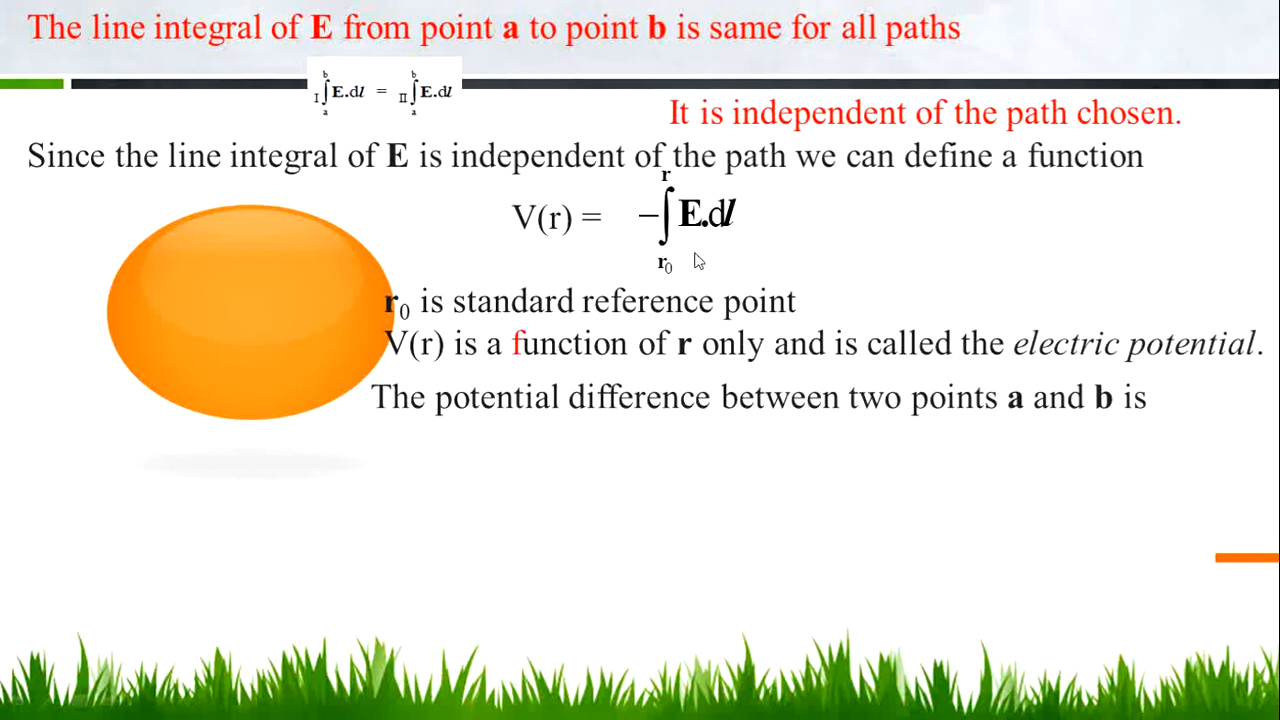 The line integral of E from point a to point b is same for all paths
I∫ₐᵇ E.dl = II∫ₐᵇ E.dl
It is independent of the path chosen.
Since the line integral of E is independent of the path we can define a function
V(r) = −∫ᵣ₀ʳ E.dl
r₀ is standard reference point
V(r) is a function of r only and is called the electric potential.
The potential difference between two points a and b is